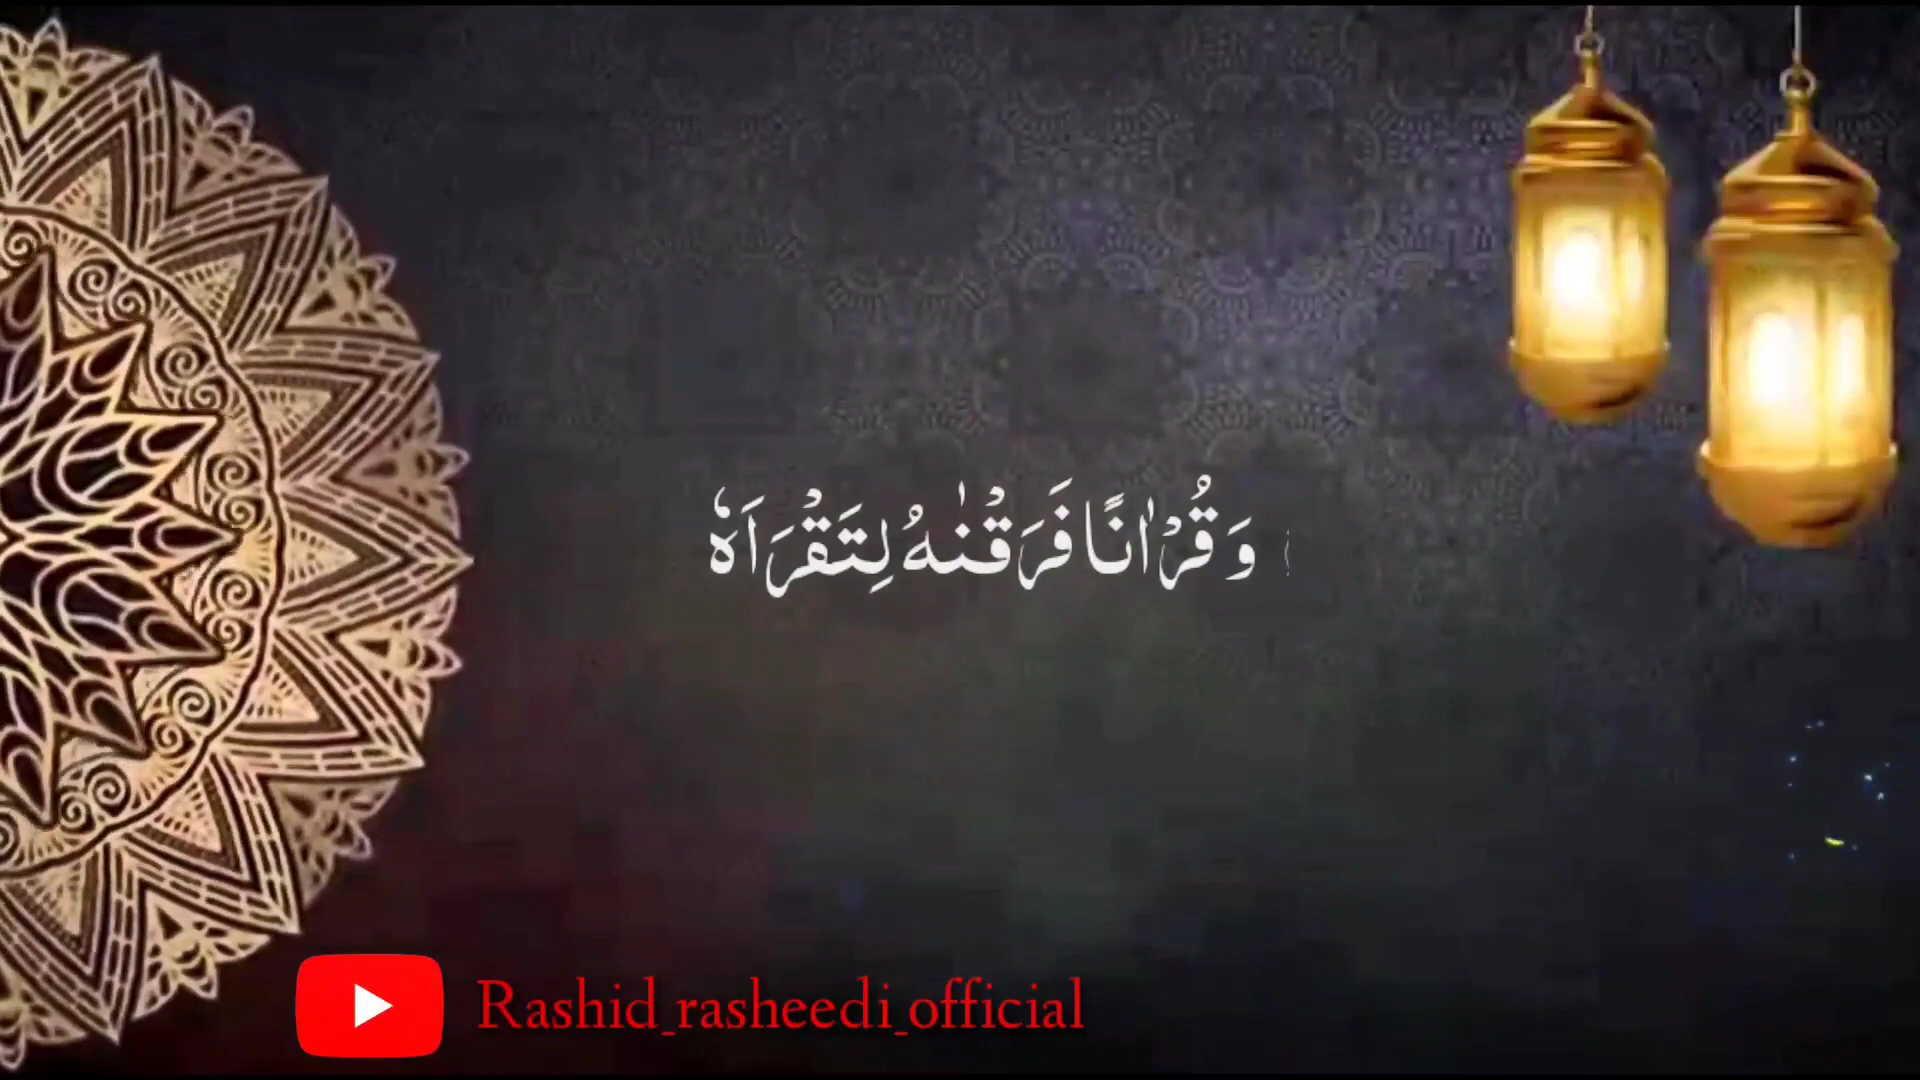 وَ قُرْاٰنًا فَرَقْنٰهُ لِتَقْرَاَهٗ
Rashid_rasheedi_official